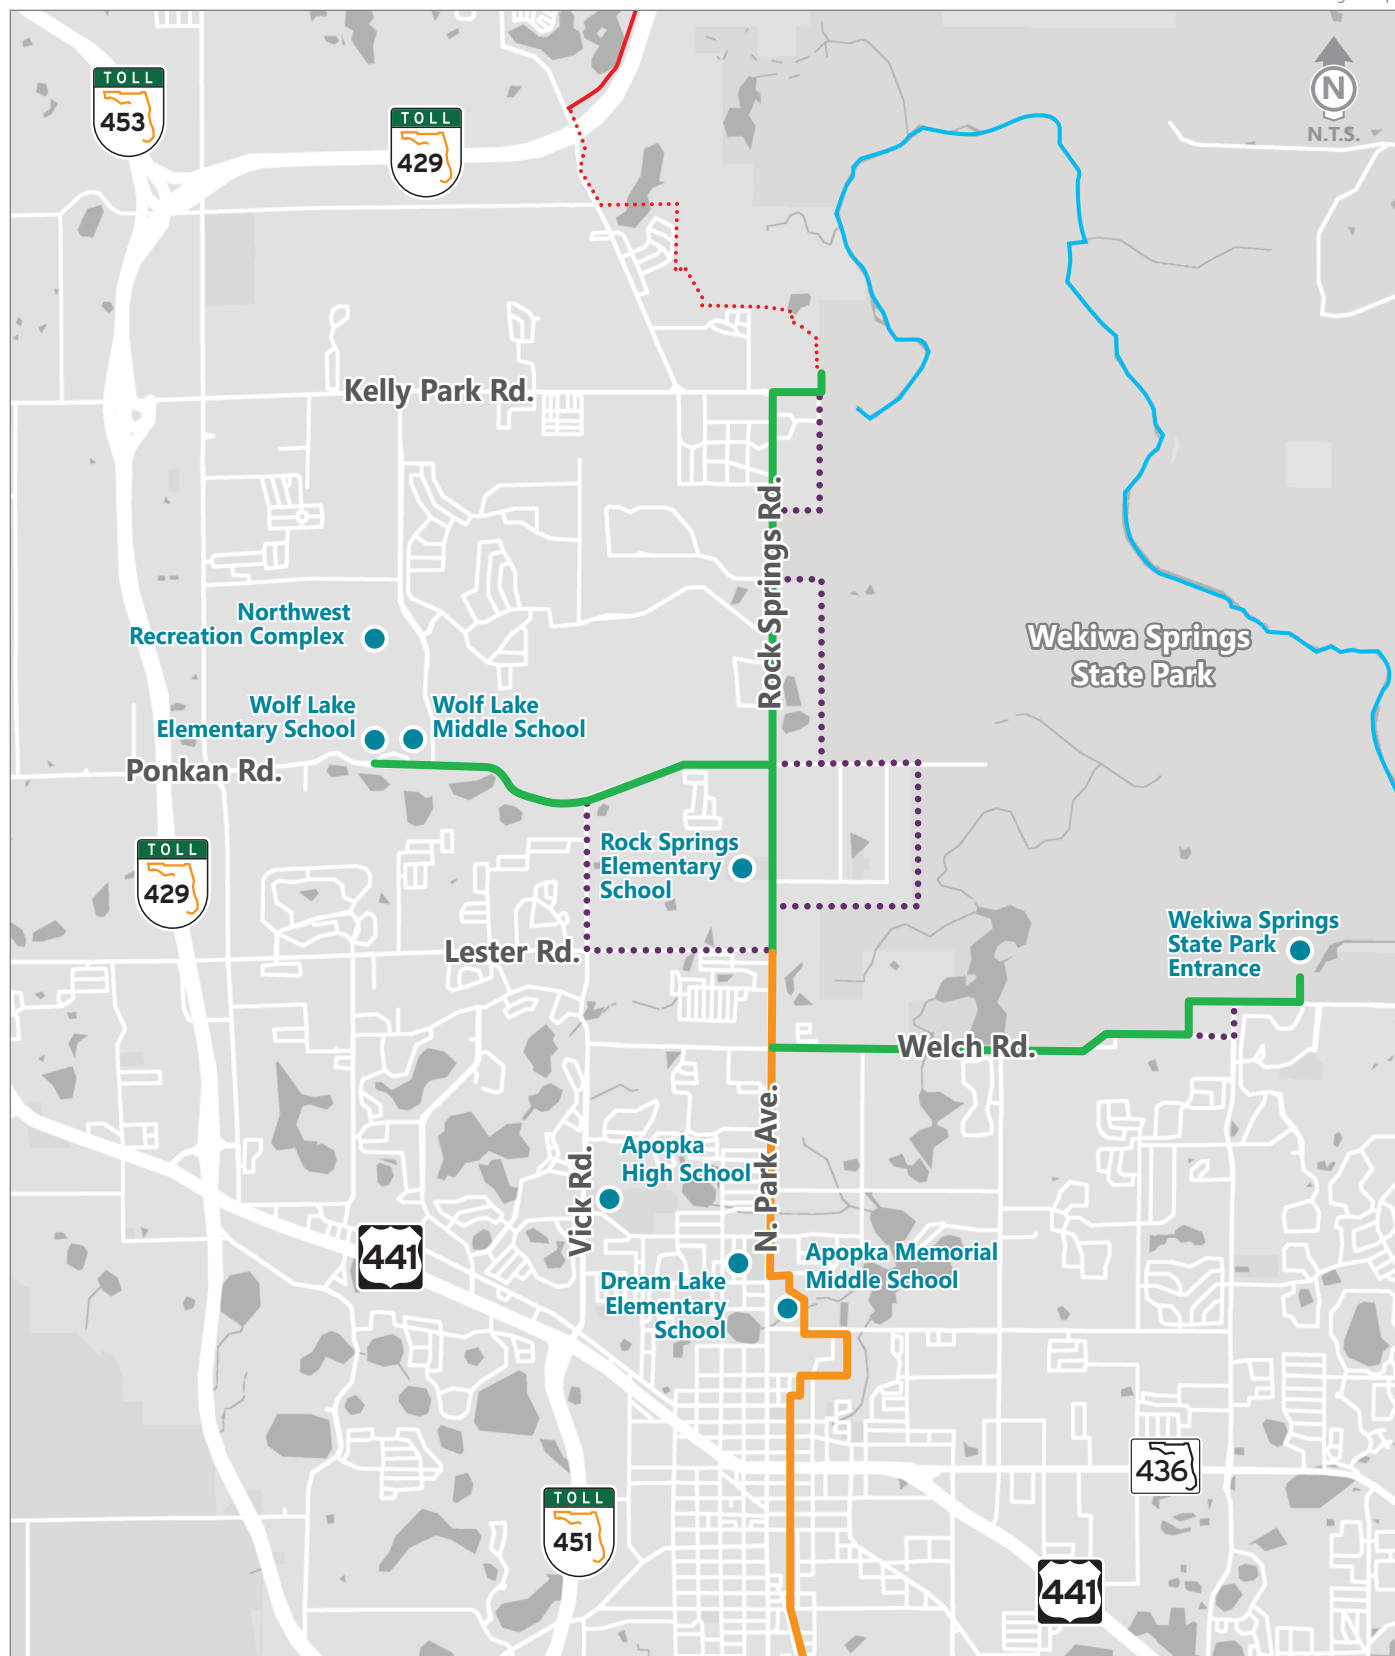 N
N.T.S.
TOLL
453
TOLL
429
Kelly Park Rd.
Rock Springs Rd.
Northwest
Recreation Complex
Wekiwa Springs
State Park
Wolf Lake
Elementary School
Wolf Lake
Middle School
Ponkan Rd.
TOLL
429
Rock Springs
Elementary
School
Lester Rd.
Wekiwa Springs
State Park
Entrance
Welch Rd.
N. Park Ave.
Vick Rd.
Apopka
High School
441
Apopka Memorial
Middle School
Dream Lake
Elementary
School
436
TOLL
451
441